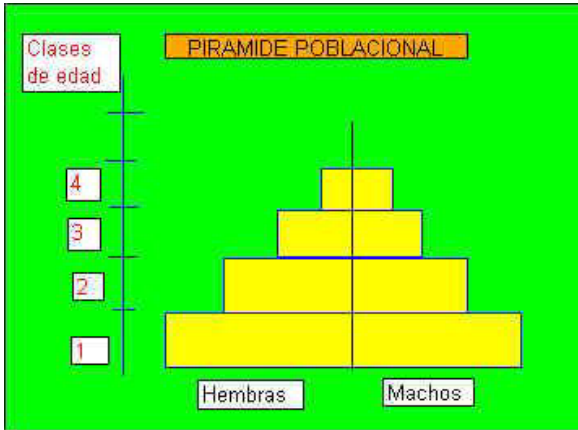 Clases
de edad
PIRAMIDE POBLACIONAL
4
3
2
1
Hembras
Machos